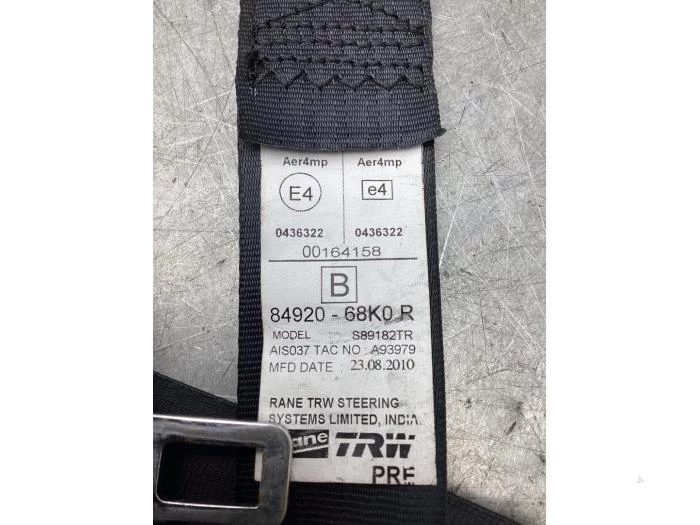 Aer4mp Aer4mp
E4 e4
0436322 0436322
00164158
B
84920 - 68K0 R
MODEL S89182TR
AIS037 TAC NO : A93979
MFD DATE : 23.08.2010
RANE TRW STEERING
SYSTEMS LIMITED, INDIA.
TRW